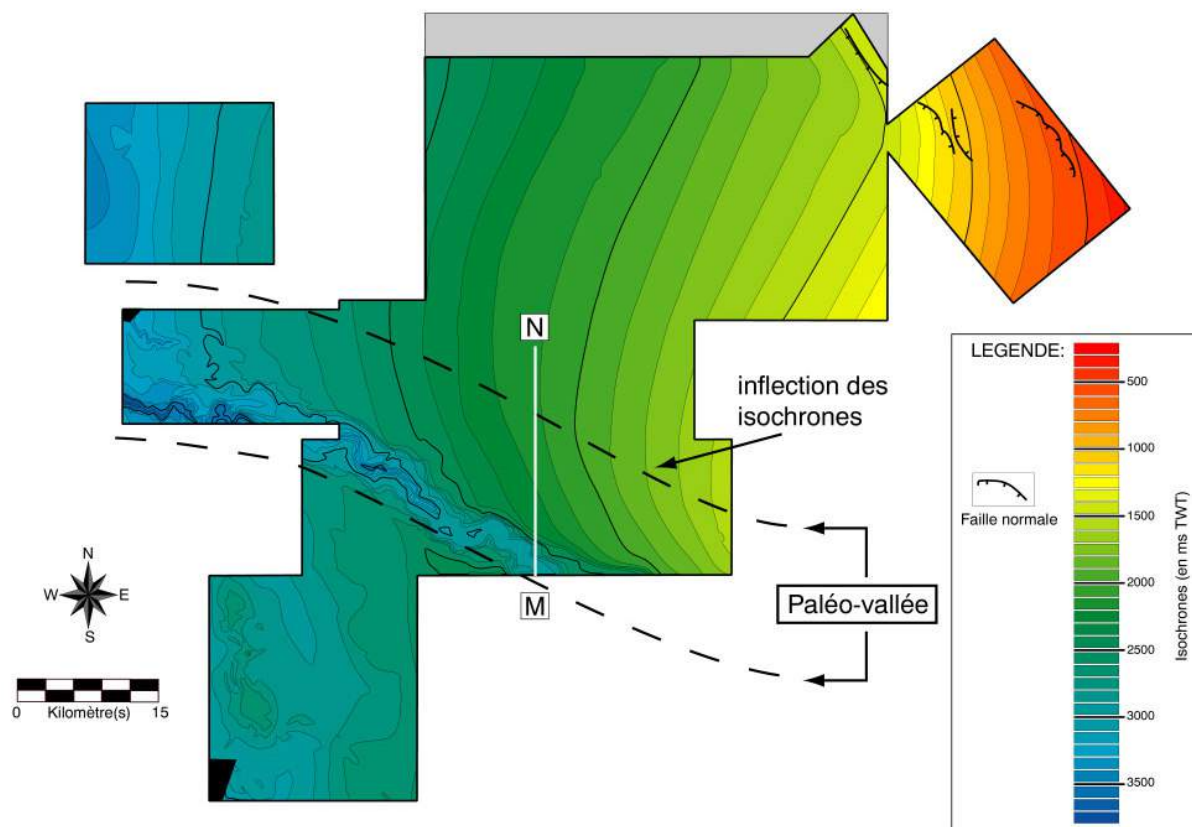 N
inflection des
isochrones
M
Paléo-vallée
N
W E
S
0 Kilomètre(s) 15
LEGENDE:
Faille normale
500
1000
1500
2000
2500
3000
3500
Isochrones (en ms TWT)